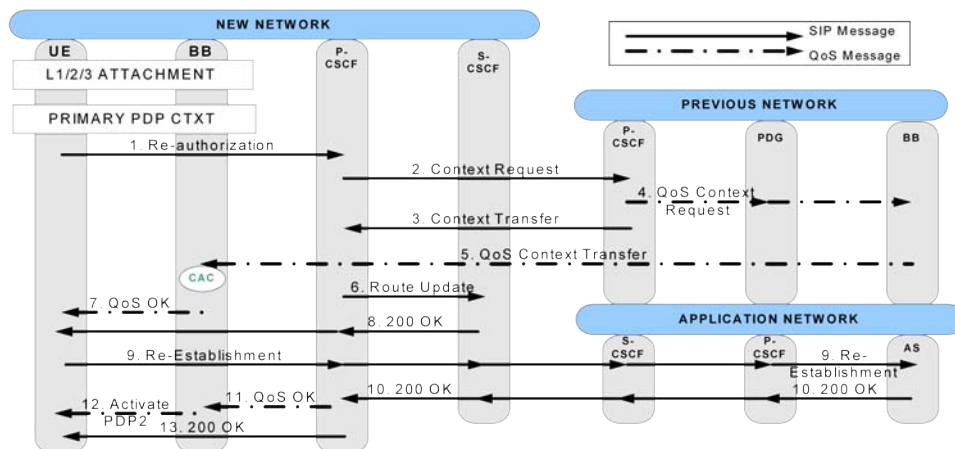 NEW NETWORK
SIP Message
QoS Message
UE
BB
P-
CSCF
S-
CSCF
L1/2/3 ATTACHMENT
PREVIOUS NETWORK
PRIMARY PDP CTXT
P-
CSCF
PDG
BB
1. Re-authorization
2. Context Request
4. QoS Context
Request
3. Context Transfer
5. QoS Context Transfer
CAC
6. Route Update
7. QoS OK
8. 200 OK
APPLICATION NETWORK
S-
CSCF
P-
CSCF
AS
9. Re-Establishment
9. Re-
Establishment
10. 200 OK
10. 200 OK
11. QoS OK
12. Activate
PDP2
13. 200 OK